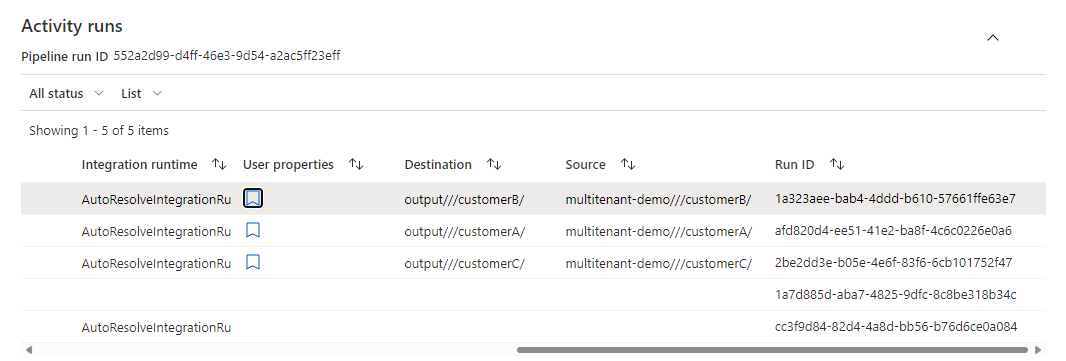 Activity runs
Pipeline run ID 552a2d99-d4ff-46e3-9d54-a2ac5ff23eff
All status List
Showing 1 - 5 of 5 items
Integration runtime User properties Destination Source Run ID
AutoResolveIntegrationRu output///customerB/ multitenant-demo///customerB/ 1a323aee-bab4-4ddd-b610-57661ffe63e7
AutoResolveIntegrationRu output///customerA/ multitenant-demo///customerA/ afd820d4-ee51-41e2-ba8f-4c6c0226e0a6
AutoResolveIntegrationRu output///customerC/ multitenant-demo///customerC/ 2be2dd3e-b05e-4e6f-83f6-6cb101752f47
1a7d885d-aba7-4825-9dfc-8c8be318b34c
AutoResolveIntegrationRu cc3f9d84-82d4-4a8d-bb56-b76d6ce0a084